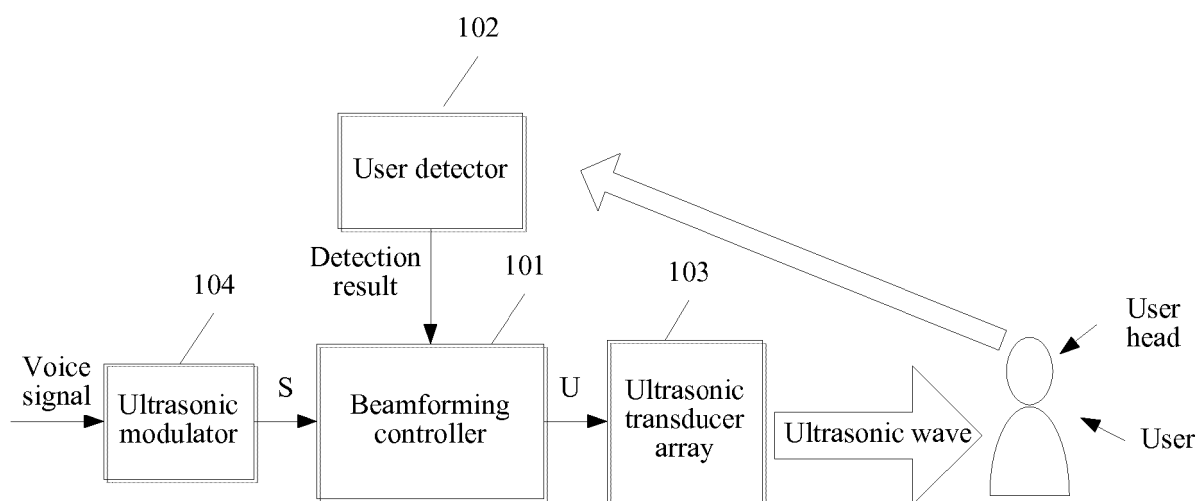 102
User detector
Detection
result
101
103
104
User
head
Voice
signal
Ultrasonic
modulator
S
Beamforming
controller
U
Ultrasonic
transducer
array
Ultrasonic wave
User